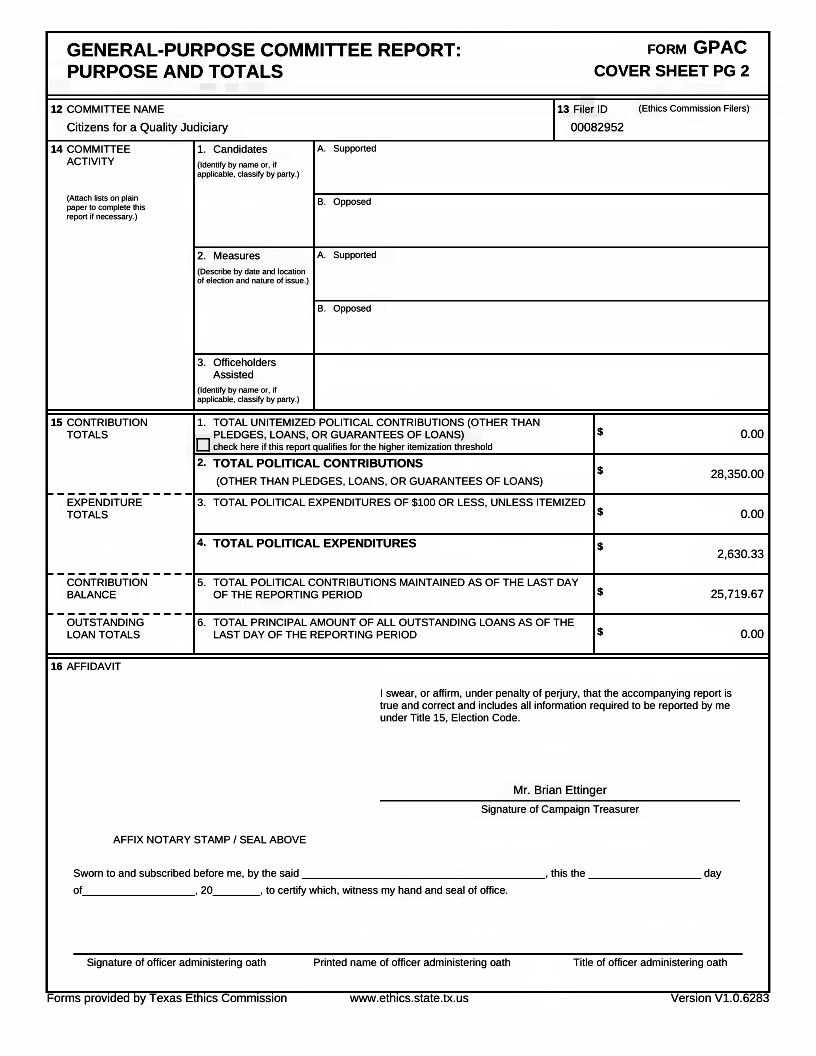 GENERAL-PURPOSE COMMITTEE REPORT:
PURPOSE AND TOTALS
FORM GPAC
COVER SHEET PG 2
12 COMMITTEE NAME
Citizens for a Quality Judiciary
13 Filer ID (Ethics Commission Filers)
00082952
14 COMMITTEE
ACTIVITY
(Attach lists on plain
paper to complete this
report if necessary.)
1. Candidates
(Identify by name or, if
applicable, classify by party.)
A. Supported
B. Opposed
2. Measures
(Describe by date and location
of election and nature of issue.)
A. Supported
B. Opposed
3. Officeholders
Assisted
(Identify by name or, if
applicable, classify by party.)
15 CONTRIBUTION
TOTALS
1. TOTAL UNITEMIZED POLITICAL CONTRIBUTIONS (OTHER THAN
PLEDGES, LOANS, OR GUARANTEES OF LOANS)
check here if this report qualifies for the higher itemization threshold
$ 0.00
2. TOTAL POLITICAL CONTRIBUTIONS
(OTHER THAN PLEDGES, LOANS, OR GUARANTEES OF LOANS)
$ 28,350.00
EXPENDITURE
TOTALS
3. TOTAL POLITICAL EXPENDITURES OF $100 OR LESS, UNLESS ITEMIZED
$ 0.00
4. TOTAL POLITICAL EXPENDITURES
$ 2,630.33
CONTRIBUTION
BALANCE
5. TOTAL POLITICAL CONTRIBUTIONS MAINTAINED AS OF THE LAST DAY
OF THE REPORTING PERIOD
$ 25,719.67
OUTSTANDING
LOAN TOTALS
6. TOTAL PRINCIPAL AMOUNT OF ALL OUTSTANDING LOANS AS OF THE
LAST DAY OF THE REPORTING PERIOD
$ 0.00
16 AFFIDAVIT
I swear, or affirm, under penalty of perjury, that the accompanying report is
true and correct and includes all information required to be reported by me
under Title 15, Election Code.
Mr. Brian Ettinger
Signature of Campaign Treasurer
AFFIX NOTARY STAMP / SEAL ABOVE
Sworn to and subscribed before me, by the said ____________________, this the ____________________ day
of____________________, 20________, to certify which, witness my hand and seal of office.
Signature of officer administering oath Printed name of officer administering oath Title of officer administering oath
Forms provided by Texas Ethics Commission www.ethics.state.tx.us Version V1.0.6283